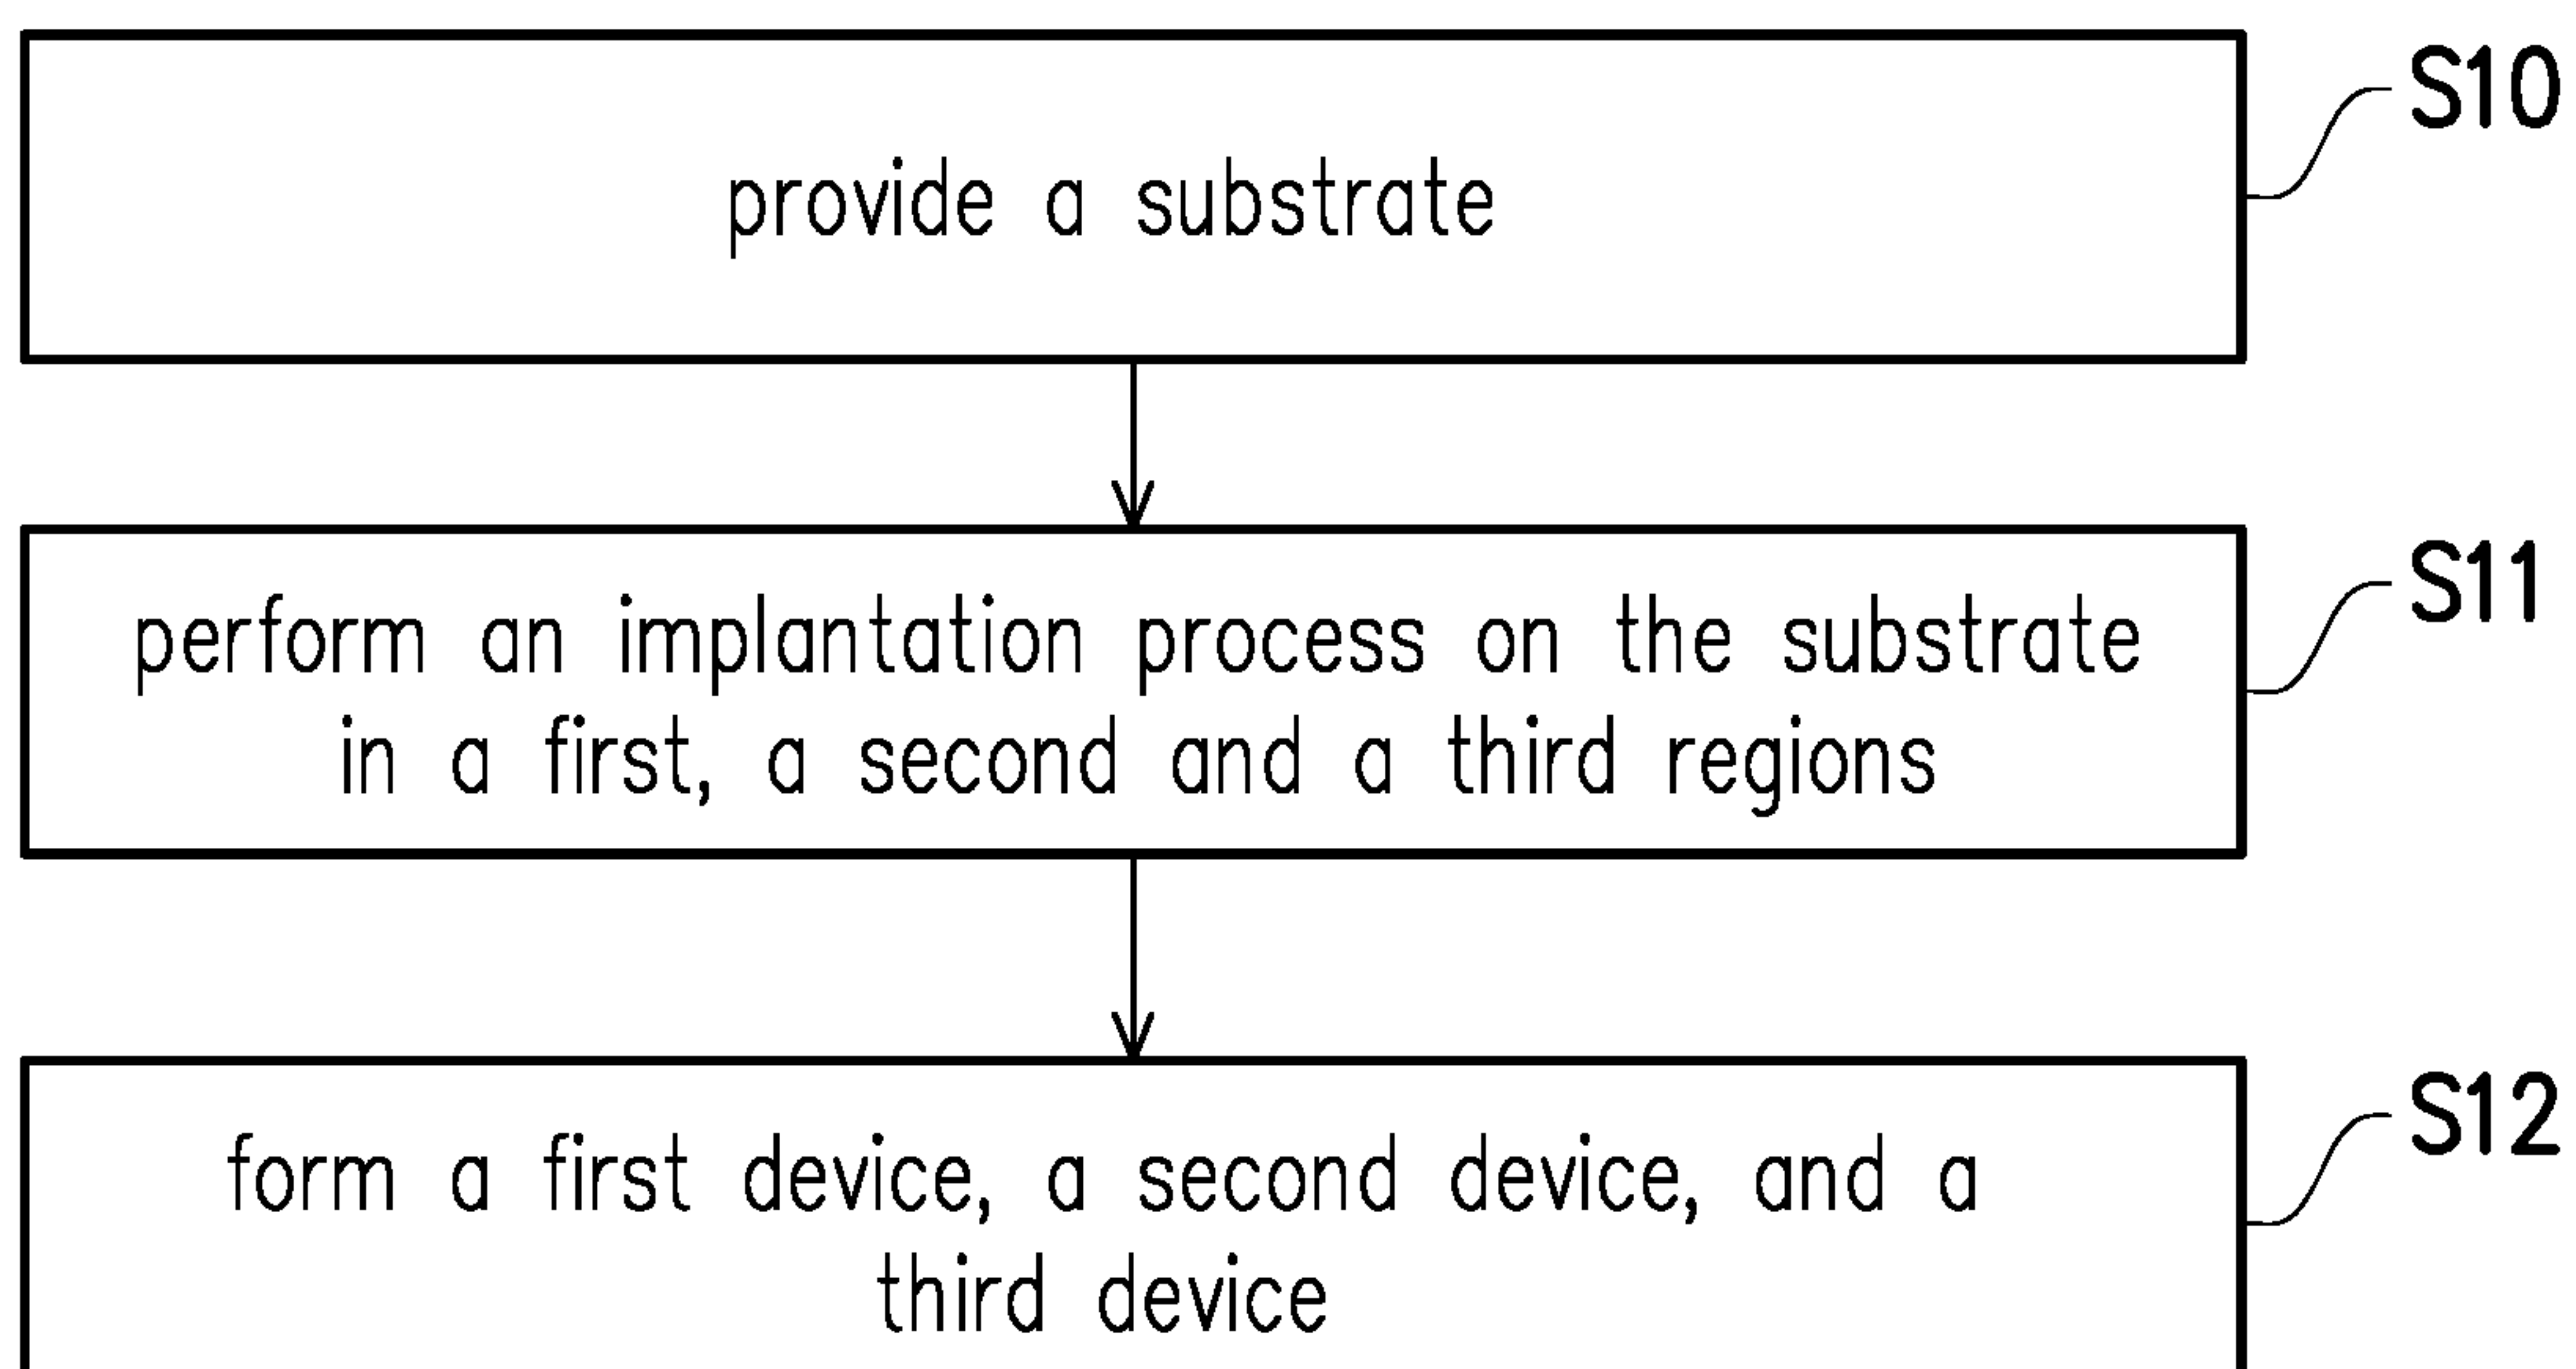 S10
provide a substrate
S11
perform an implantation process on the substrate
in a first, a second and a third regions
S12
form a first device, a second device, and a
third device